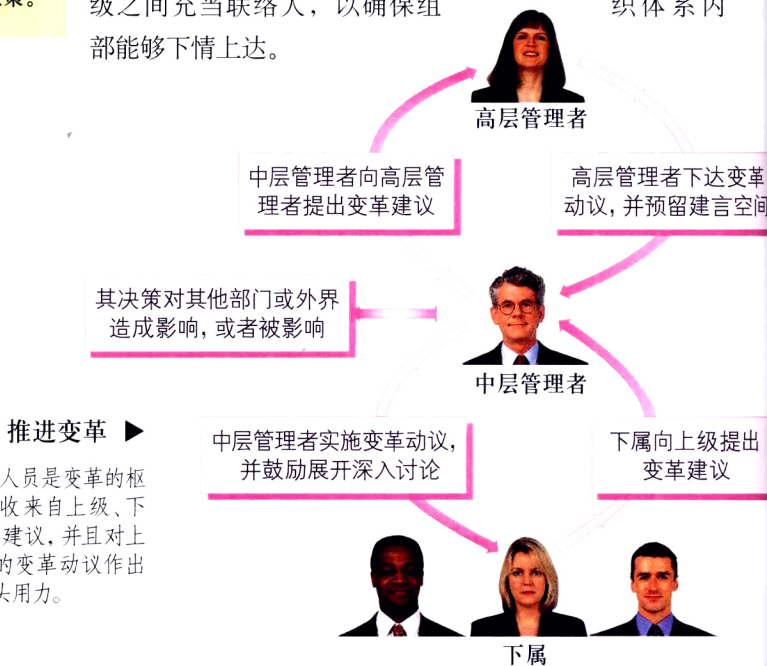 策。
级之间充当联络人，以确保组
织体系内
部能够下情上达。
高层管理者
中层管理者向高层管
理者提出变革建议
高层管理者下达变革
动议，并预留建言空间
其决策对其他部门或外界
造成影响，或者被影响
中层管理者
推进变革 ▶
人员是变革的枢
收来自上级、下
建议，并且对上
的变革动议作出
头用力。
中层管理者实施变革动议，
并鼓励展开深入讨论
下属向上级提出
变革建议
下属